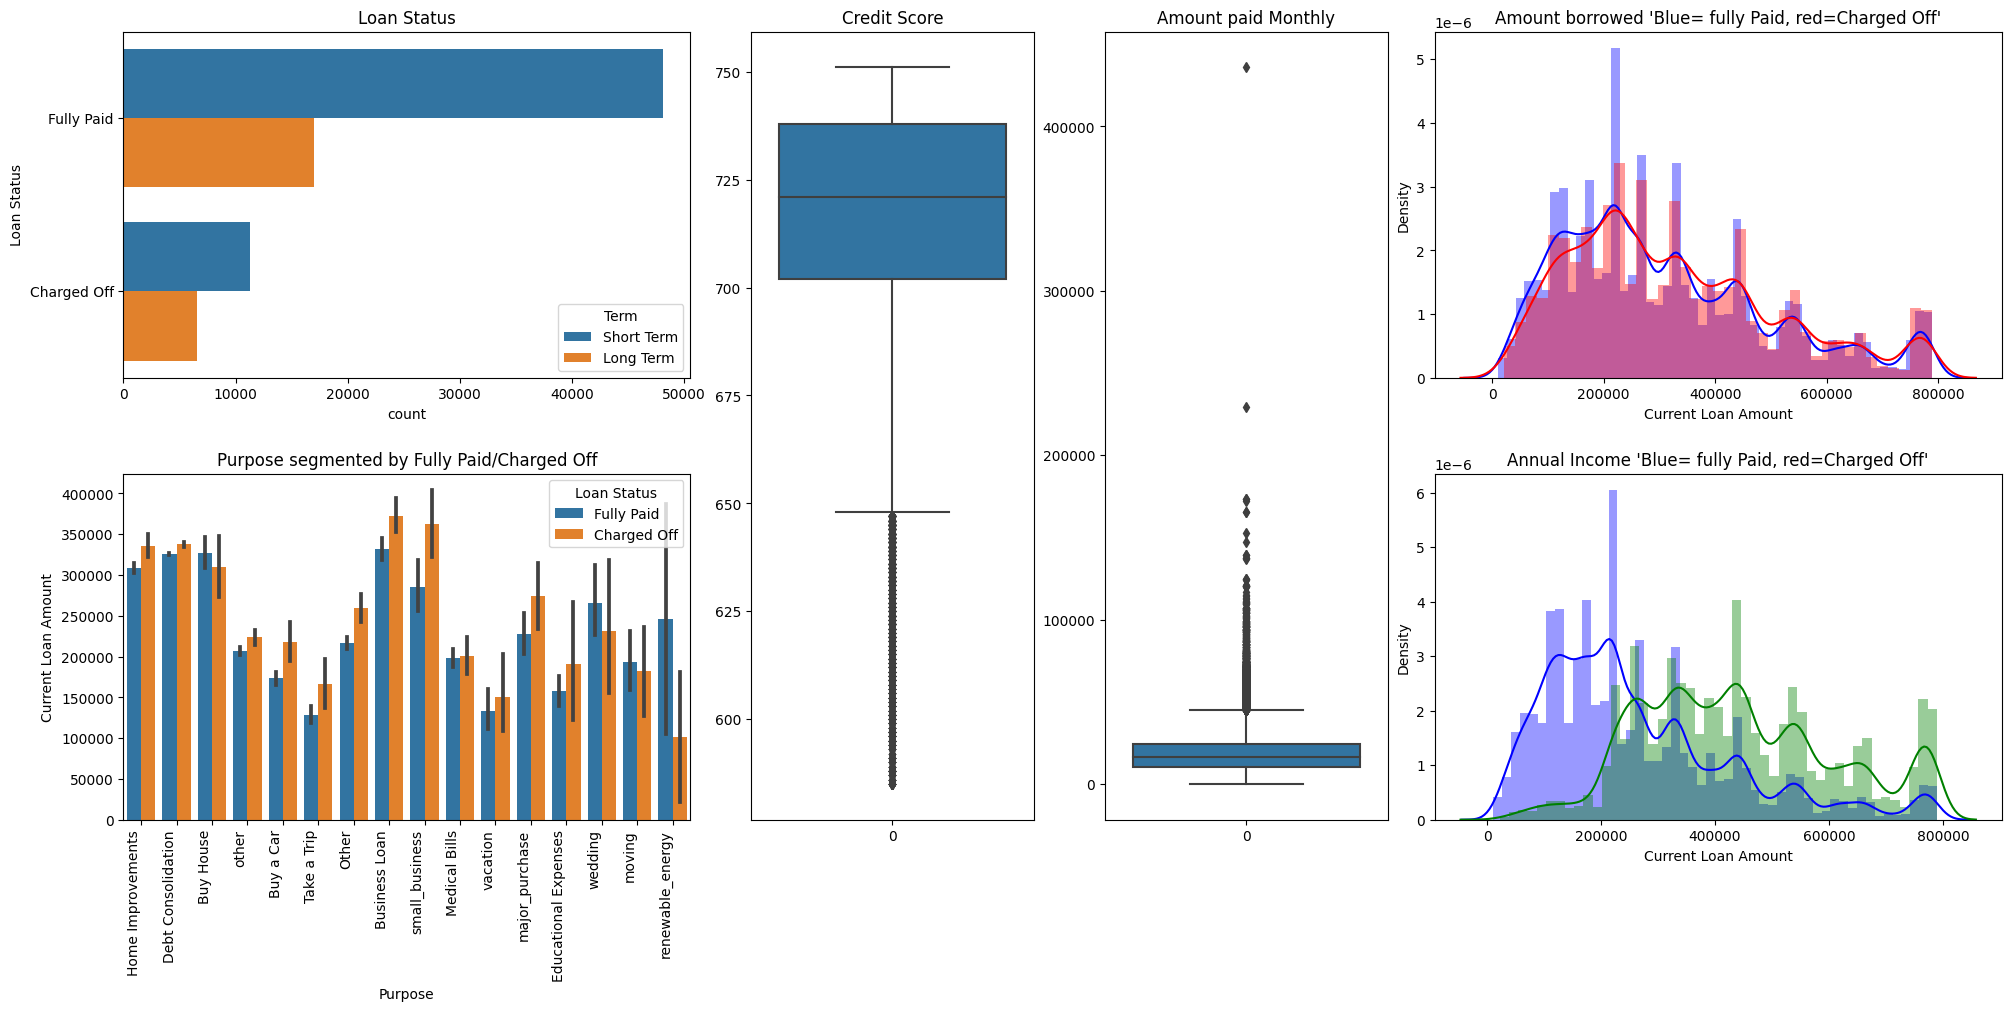 Loan Status
Loan Status
Fully Paid
Charged Off
Term
Short Term
Long Term
0 10000 20000 30000 40000 50000
count
Credit Score
750
725
700
675
650
625
600
0
Amount paid Monthly
400000
300000
200000
100000
0
0
Amount borrowed 'Blue= fully Paid, red=Charged Off'
1e−6
Density
5
4
3
2
1
0
0 200000 400000 600000 800000
Current Loan Amount
Purpose segmented by Fully Paid/Charged Off
Current Loan Amount
400000
350000
300000
250000
200000
150000
100000
50000
0
Loan Status
Fully Paid
Charged Off
Home Improvements
Debt Consolidation
Buy House
other
Buy a Car
Take a Trip
Other
Business Loan
small_business
Medical Bills
vacation
major_purchase
Educational Expenses
wedding
moving
renewable_energy
Purpose
Annual Income 'Blue= fully Paid, red=Charged Off'
1e−6
Density
6
5
4
3
2
1
0
0 200000 400000 600000 800000
Current Loan Amount